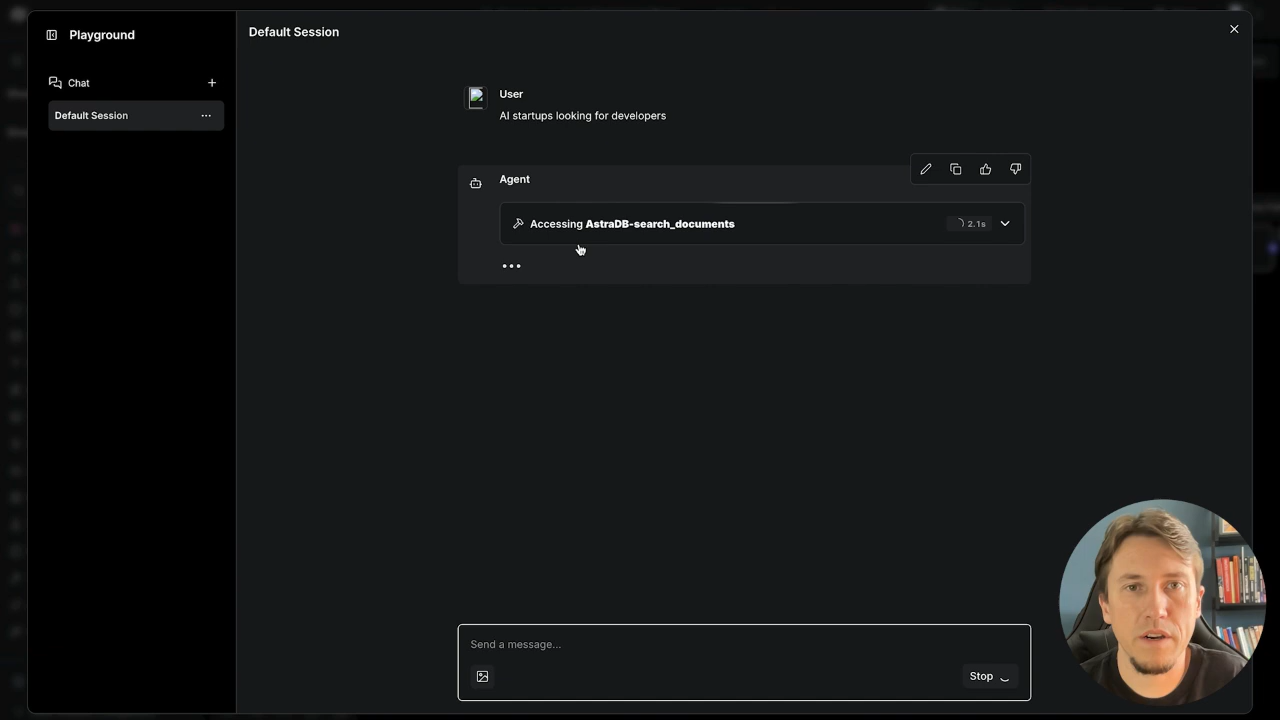 Playground
Default Session
Chat
Default Session
User
AI startups looking for developers
Agent
Accessing AstraDB-search_documents
2.1s
Send a message...
Stop